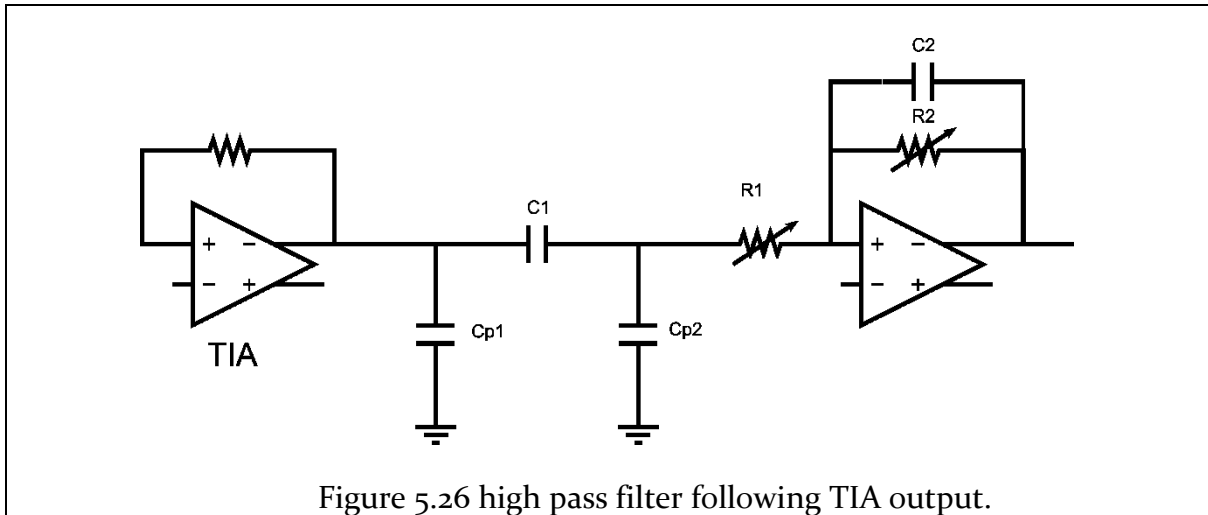 C2
R2
R1
C1
+ −
+ −
− +
− +
Cp1
Cp2
TIA
Figure 5.26 high pass filter following TIA output.